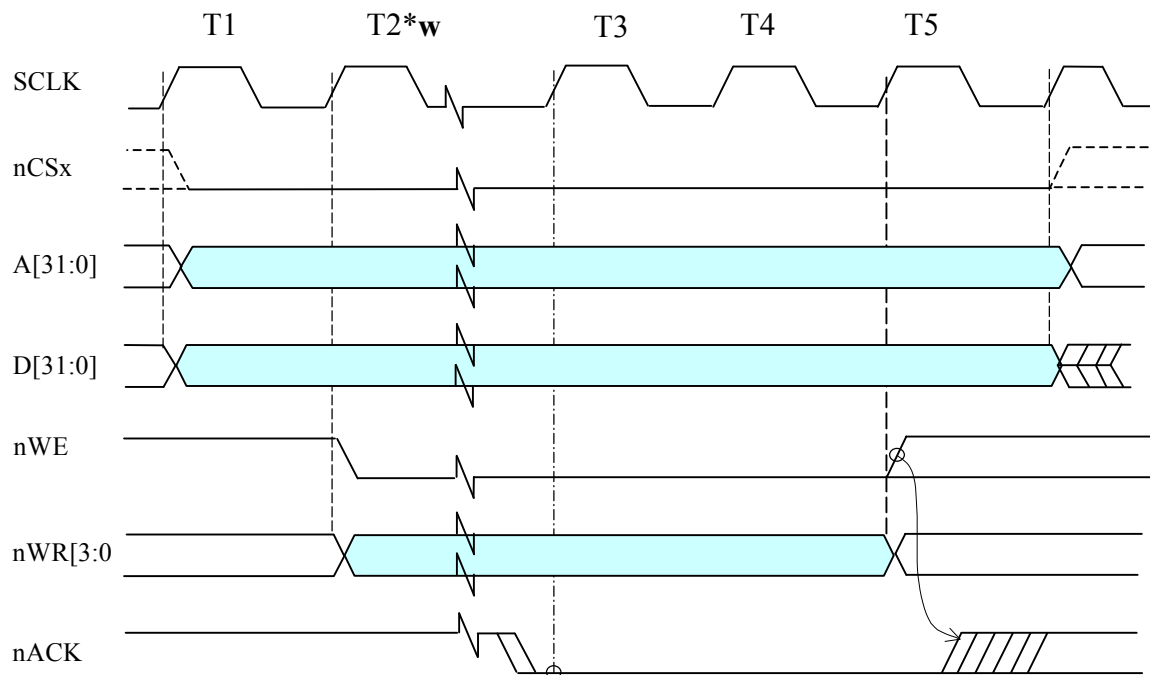 T1 T2*w T3 T4 T5
SCLK
nCSx
A[31:0]
D[31:0]
nWE
nWR[3:0
nACK